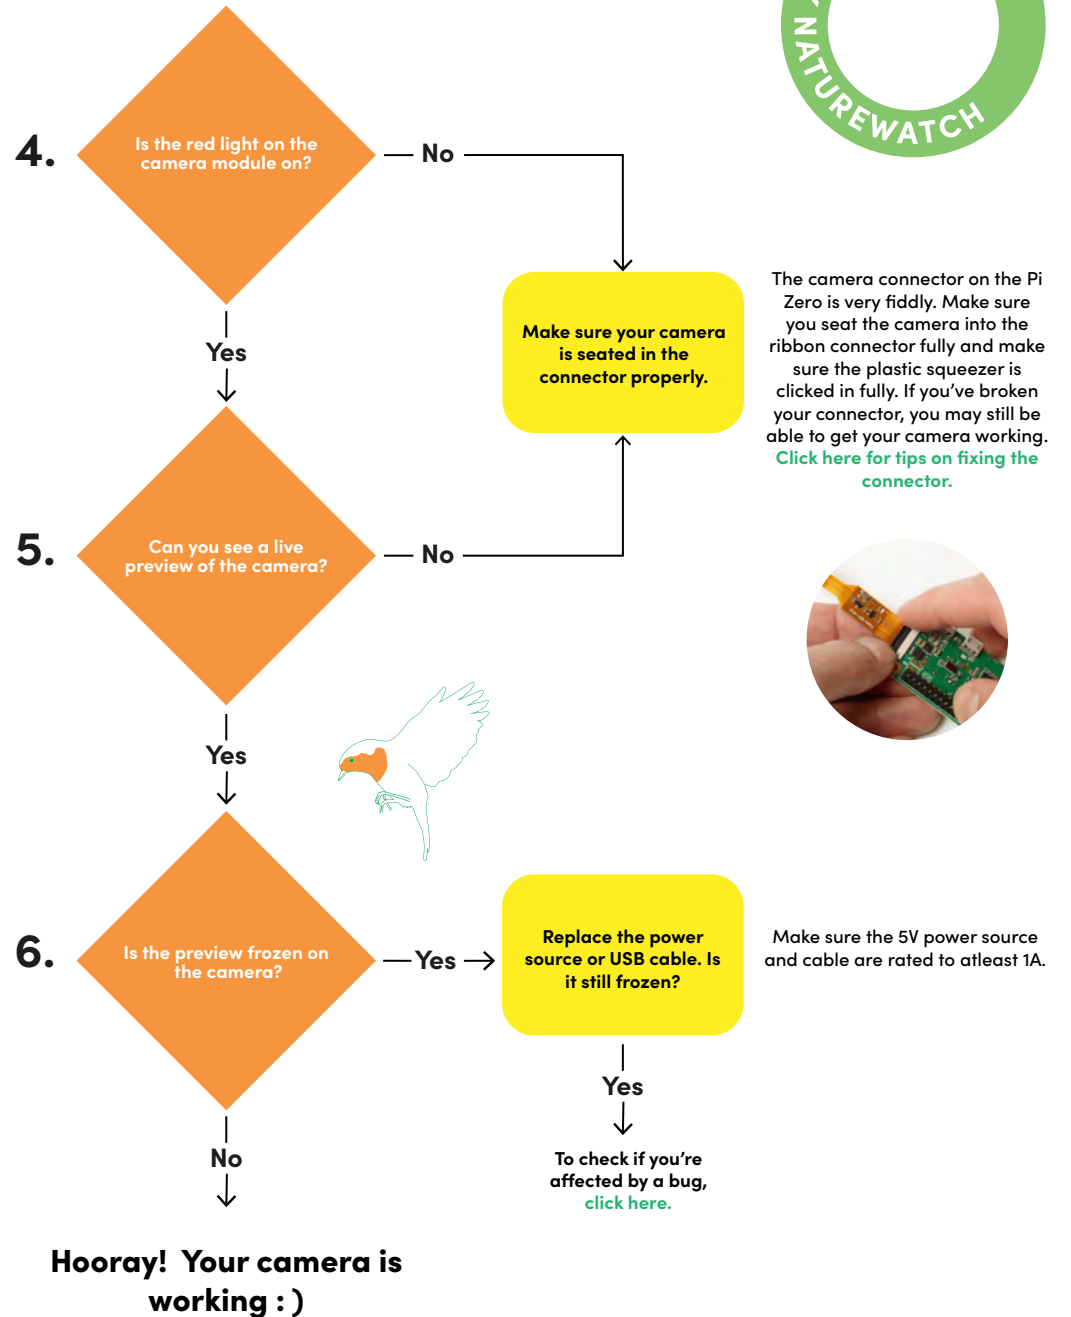 NATUREWATCH
4.
Is the red light on the
camera module on?
No
Yes
Make sure your camera
is seated in the
connector properly.
The camera connector on the Pi
Zero is very fiddly. Make sure
you seat the camera into the
ribbon connector fully and make
sure the plastic squeezer is
clicked in fully. If you’ve broken
your connector, you may still be
able to get your camera working.
Click here for tips on fixing the
connector.
5.
Can you see a live
preview of the camera?
No
Yes
6.
Is the preview frozen on
the camera?
Yes
Replace the power
source or USB cable. Is
it still frozen?
Make sure the 5V power source
and cable are rated to atleast 1A.
Yes
To check if you’re
affected by a bug,
click here.
No
Hooray! Your camera is
working : )